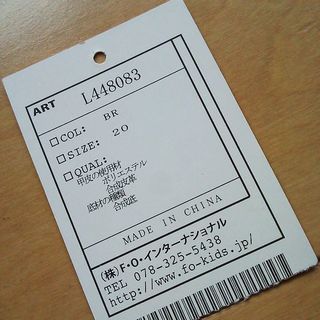 ART L448083
□COL: BR
□SIZE: 20
□QUAL:
甲皮の使用材
ポリエステル
合成皮革
底材の種類
合成底
MADE IN CHINA
(株)F・O・インターナショナル
TEL 078-325-5438
http://www.fo-kids.jp/